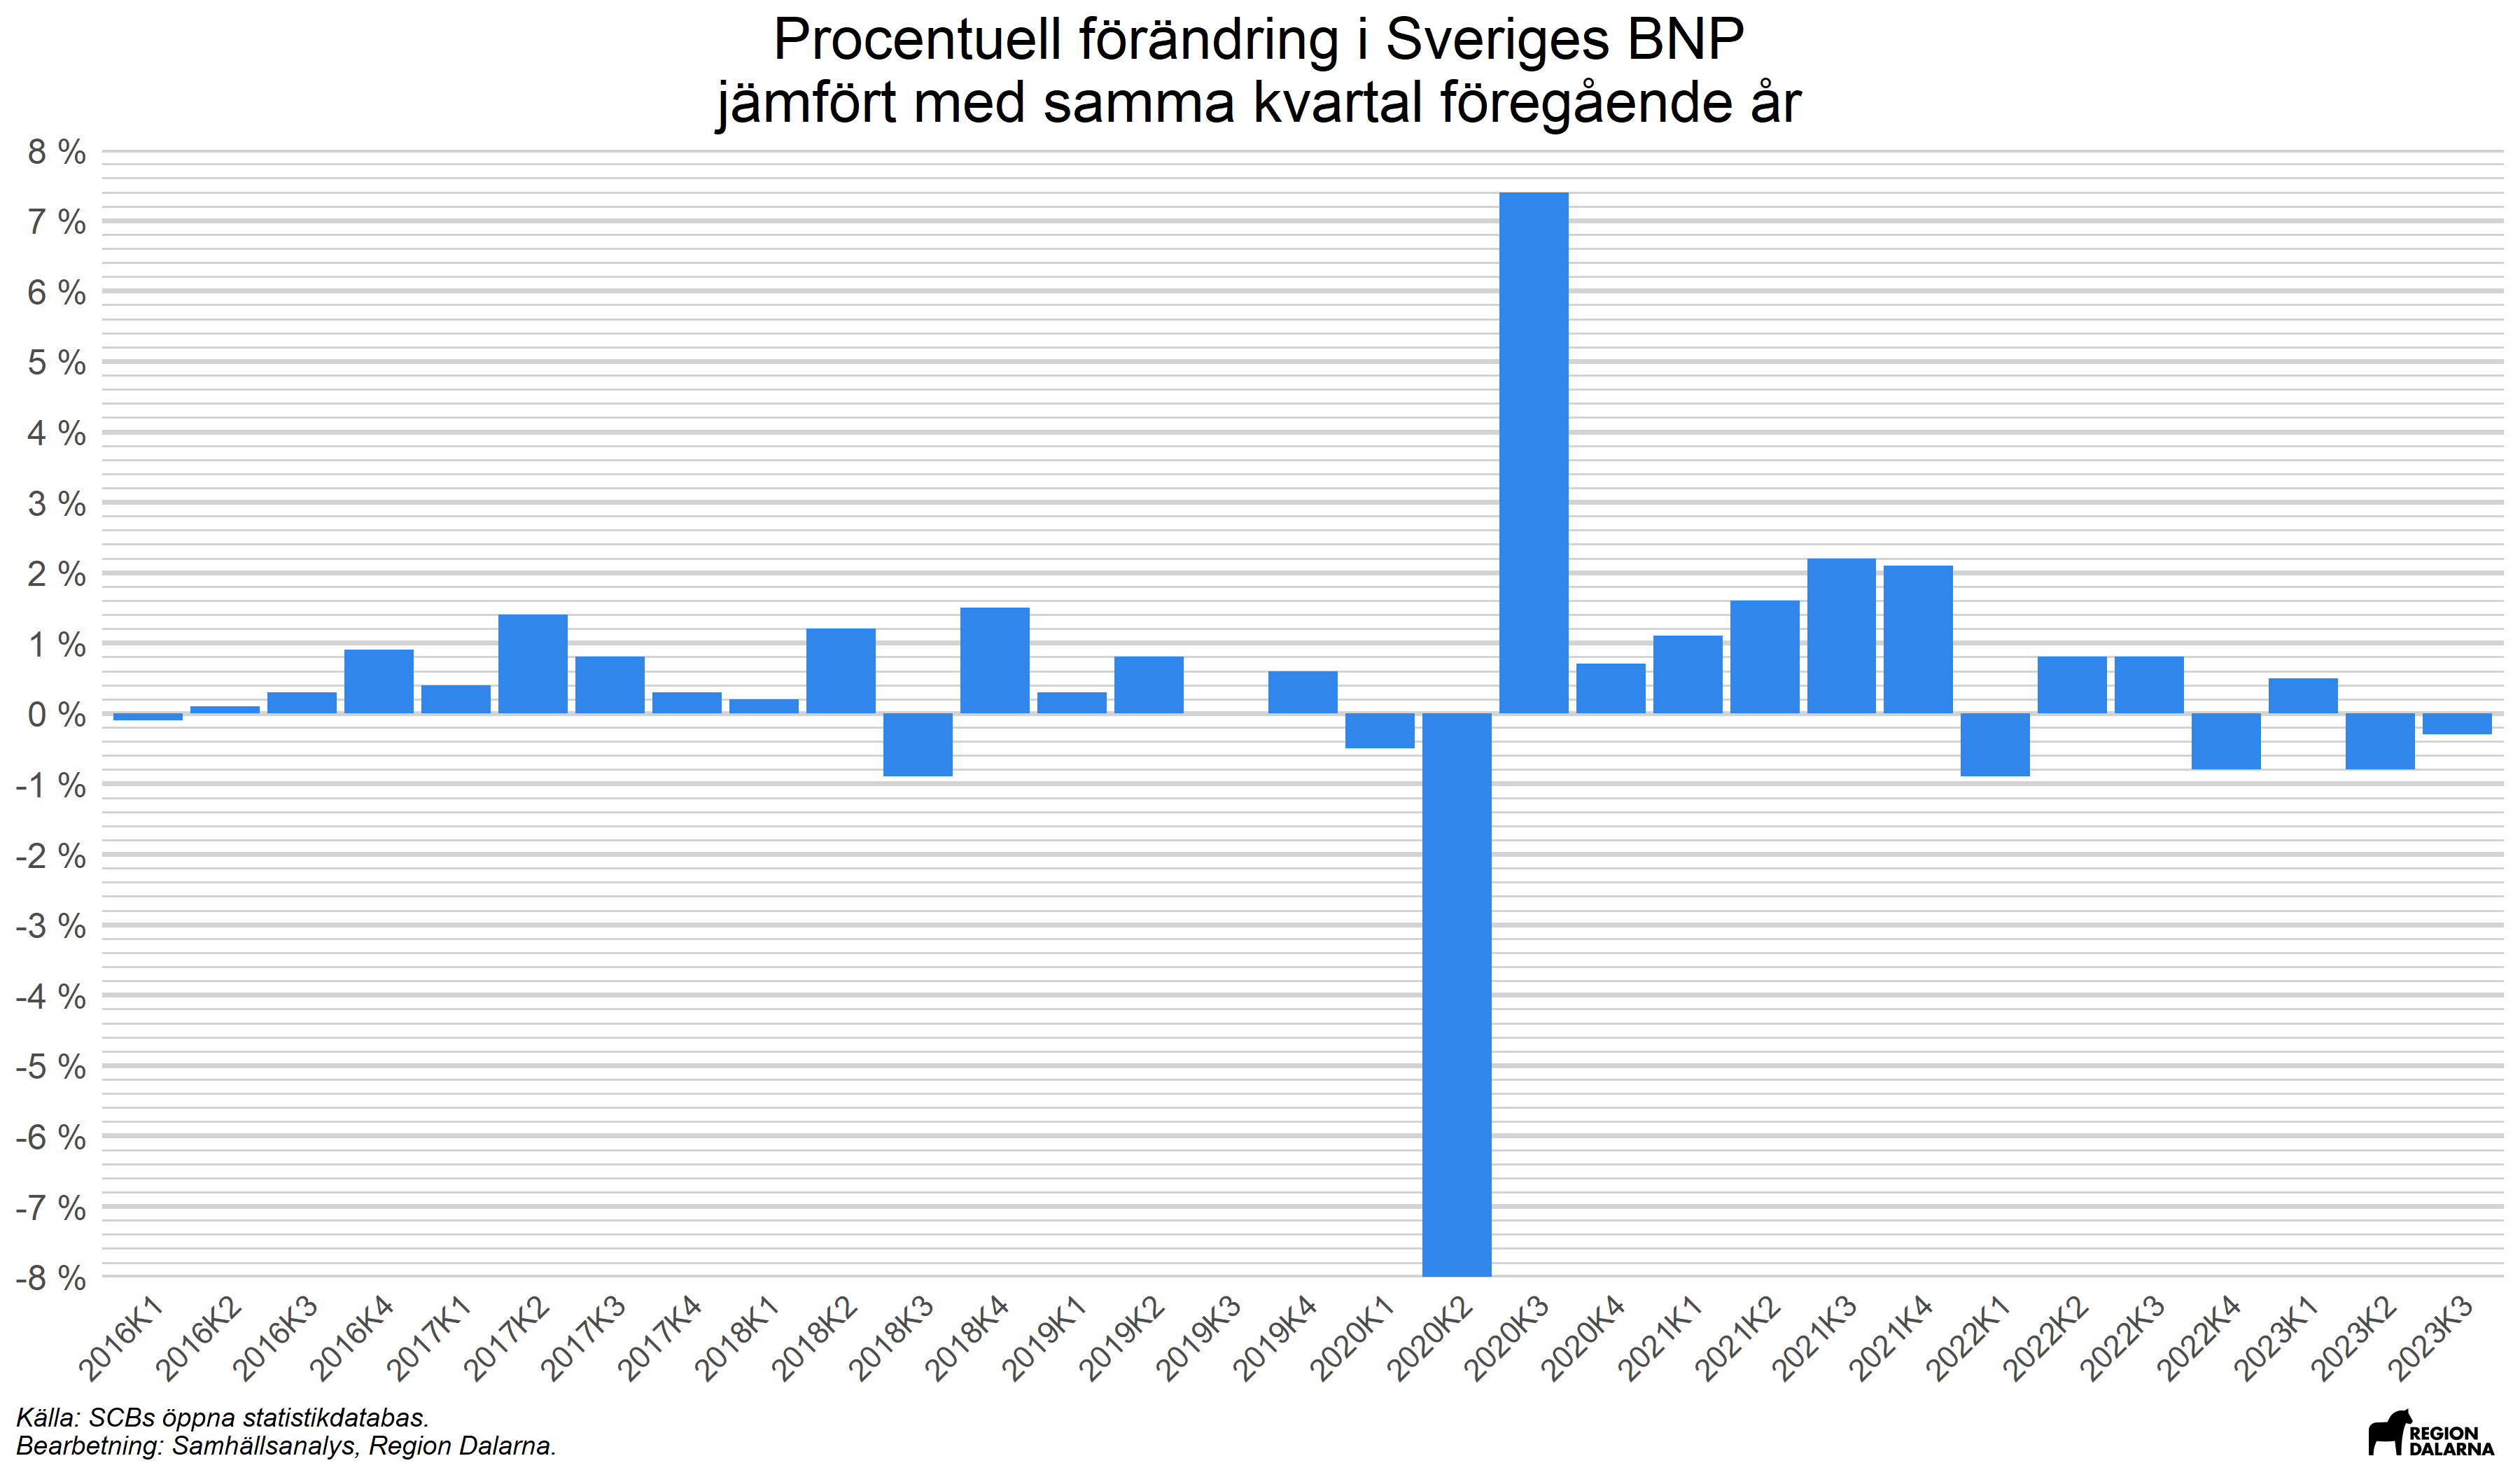 Procentuell förändring i Sveriges BNP
jämfört med samma kvartal föregående år
8 %
7 %
6 %
5 %
4 %
3 %
2 %
1 %
0 %
-1 %
-2 %
-3 %
-4 %
-5 %
-6 %
-7 %
-8 %
2016K1
2016K2
2016K3
2016K4
2017K1
2017K2
2017K3
2017K4
2018K1
2018K2
2018K3
2018K4
2019K1
2019K2
2019K3
2019K4
2020K1
2020K2
2020K3
2020K4
2021K1
2021K2
2021K3
2021K4
2022K1
2022K2
2022K3
2022K4
2023K1
2023K2
2023K3
Källa: SCBs öppna statistikdatabas.
Bearbetning: Samhällsanalys, Region Dalarna.
REGION
DALARNA